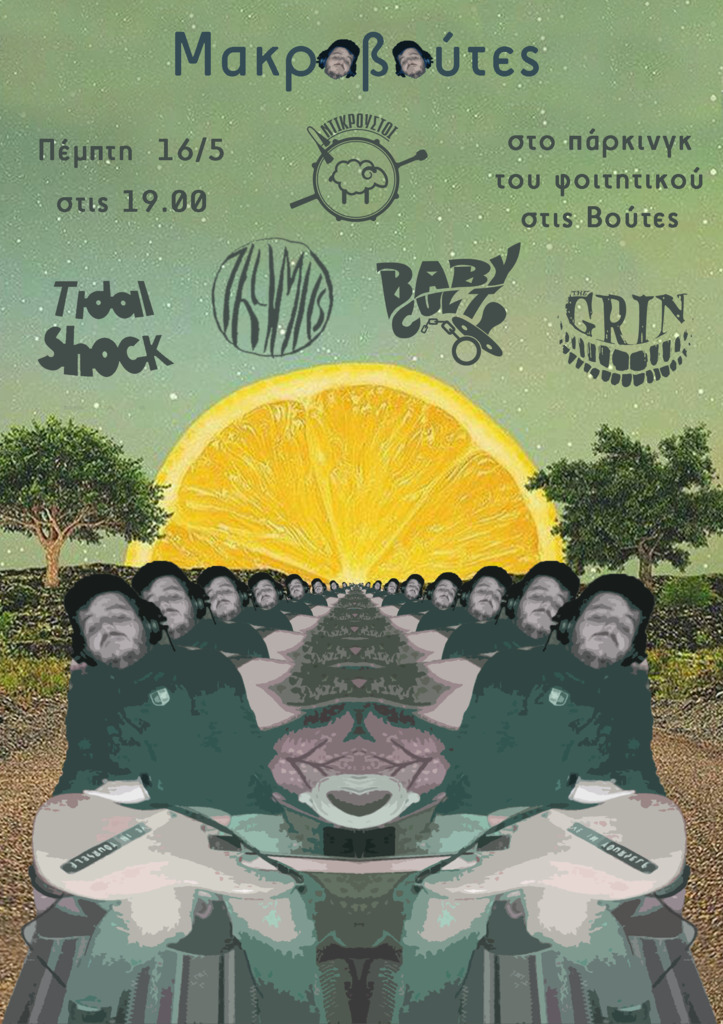 Μακροβούτες
ΝΤΙΚΡΟΥΣΤΟΣ
Πέμπτη 16/5
στις 19.00
στο πάρκινγκ
του φοιτητικού
στις Βούτες
Tidal
Shock
BABY
CULT
THE
GRIN